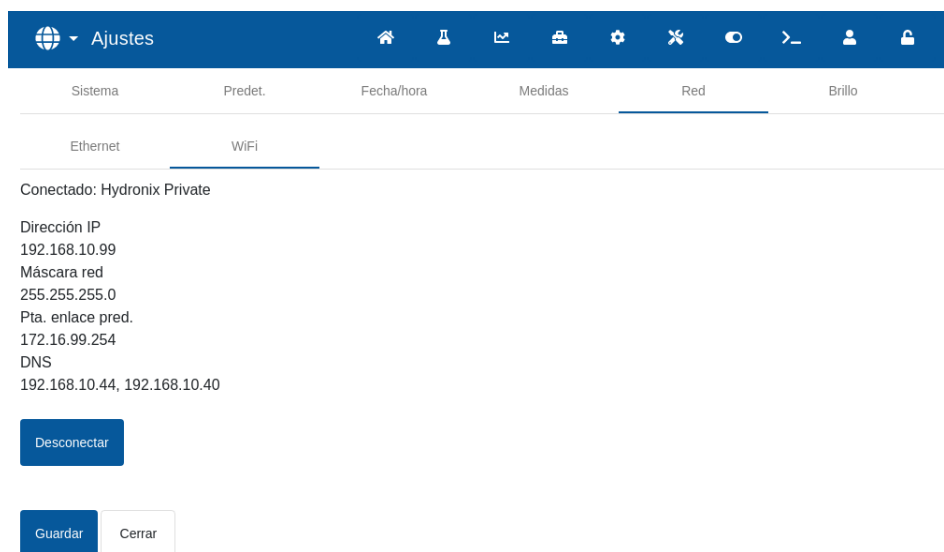 Ajustes
Sistema Predet. Fecha/hora Medidas Red Brillo
Ethernet WiFi
Conectado: Hydronix Private
Dirección IP
192.168.10.99
Máscara red
255.255.255.0
Pta. enlace pred.
172.16.99.254
DNS
192.168.10.44, 192.168.10.40
Desconectar
Guardar Cerrar